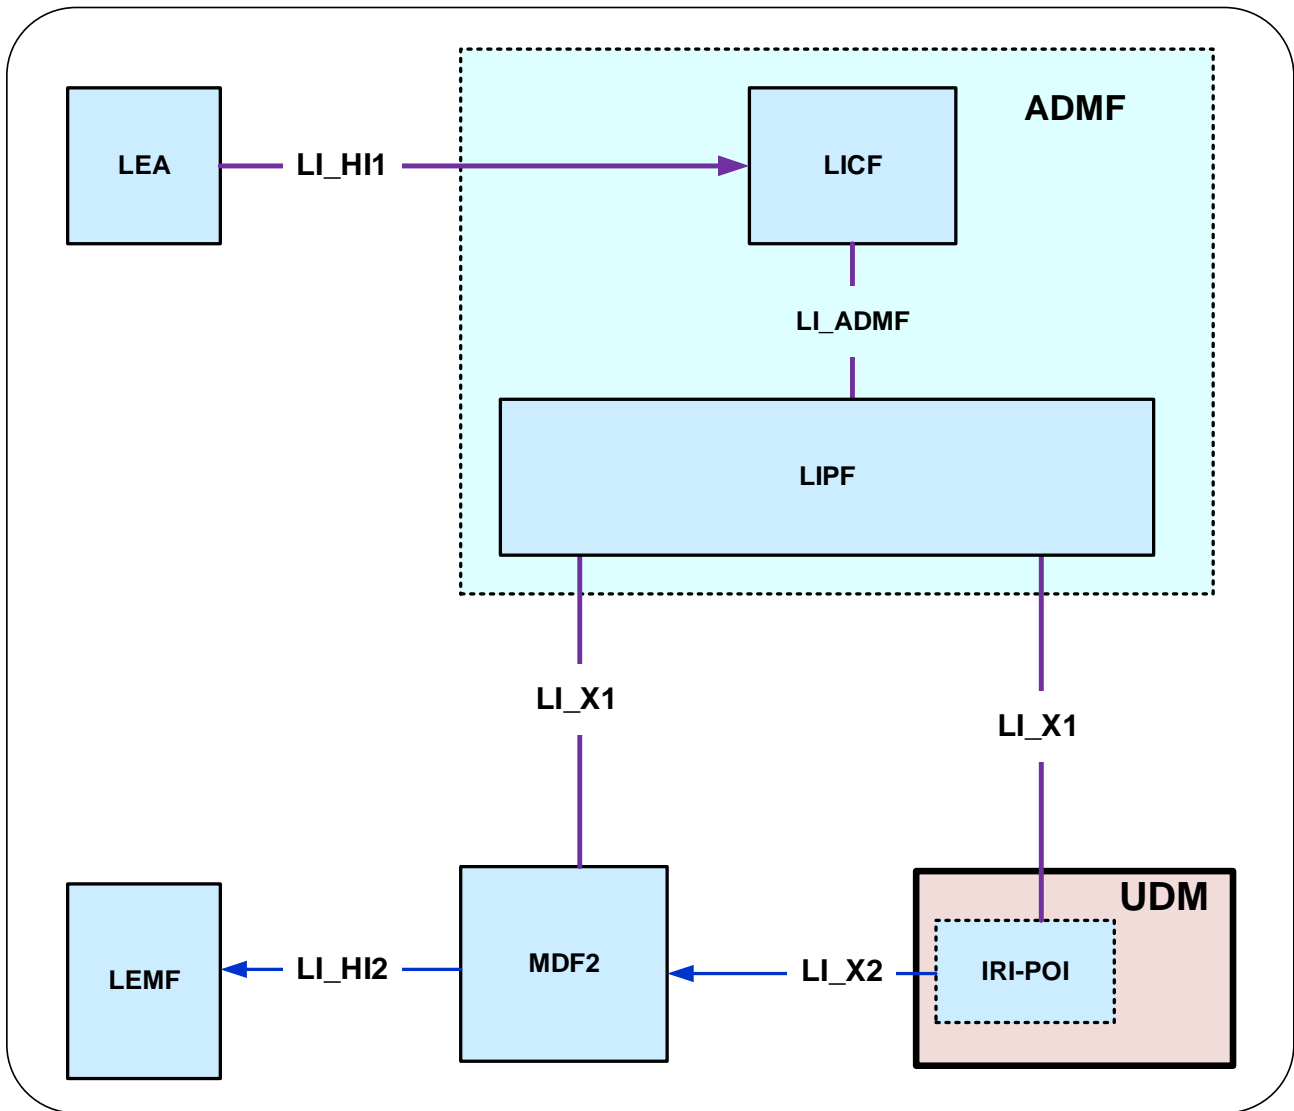 ADMF
LEA
LI_HI1
LICF
LI_ADMF
LIPF
LI_X1
LI_X1
UDM
LEMF
LI_HI2
MDF2
LI_X2
IRI-POI